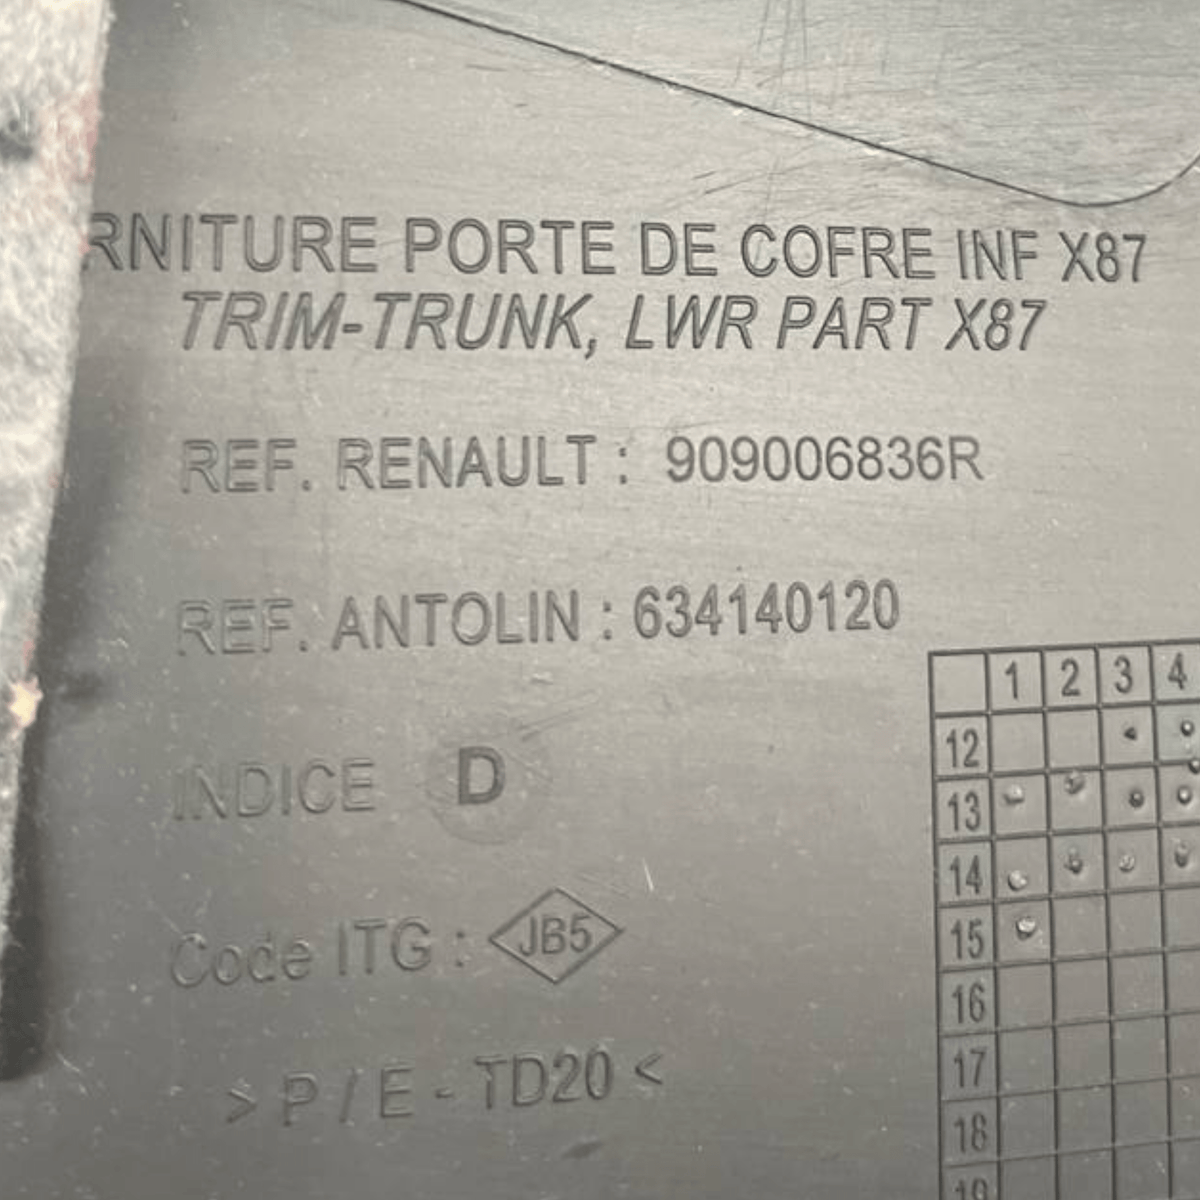 RNITURE PORTE DE COFRE INF X87
TRIM-TRUNK, LWR PART X87
REF. RENAULT : 909006836R
REF. ANTOLIN : 634140120
INDICE D
Code ITG : JB5
> P / E - TD20 <
1 2 3 4
12
13
14
15
16
17
18
19